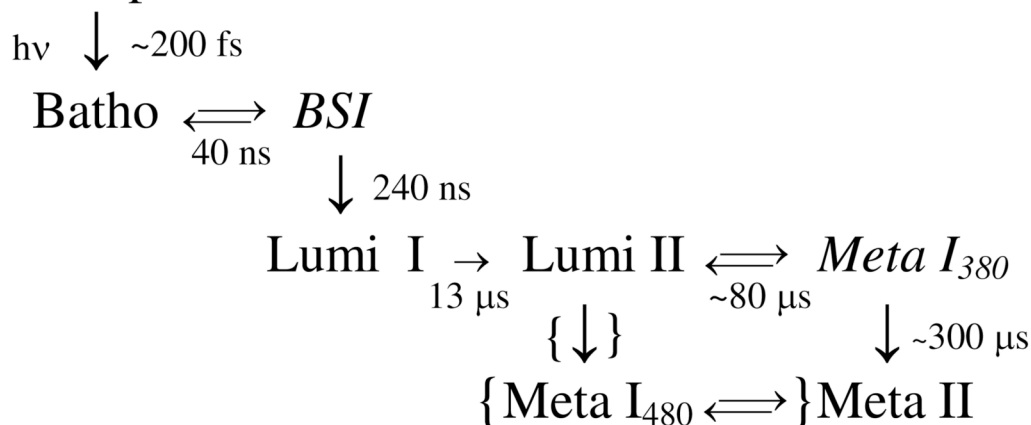 hν ↓ ~200 fs
Batho ⇌ BSI
40 ns
↓ 240 ns
Lumi I → Lumi II ⇌ Meta I₃₈₀
13 μs ~80 μs
{↓} ↓ ~300 μs
{Meta I₄₈₀ ⇌ }Meta II